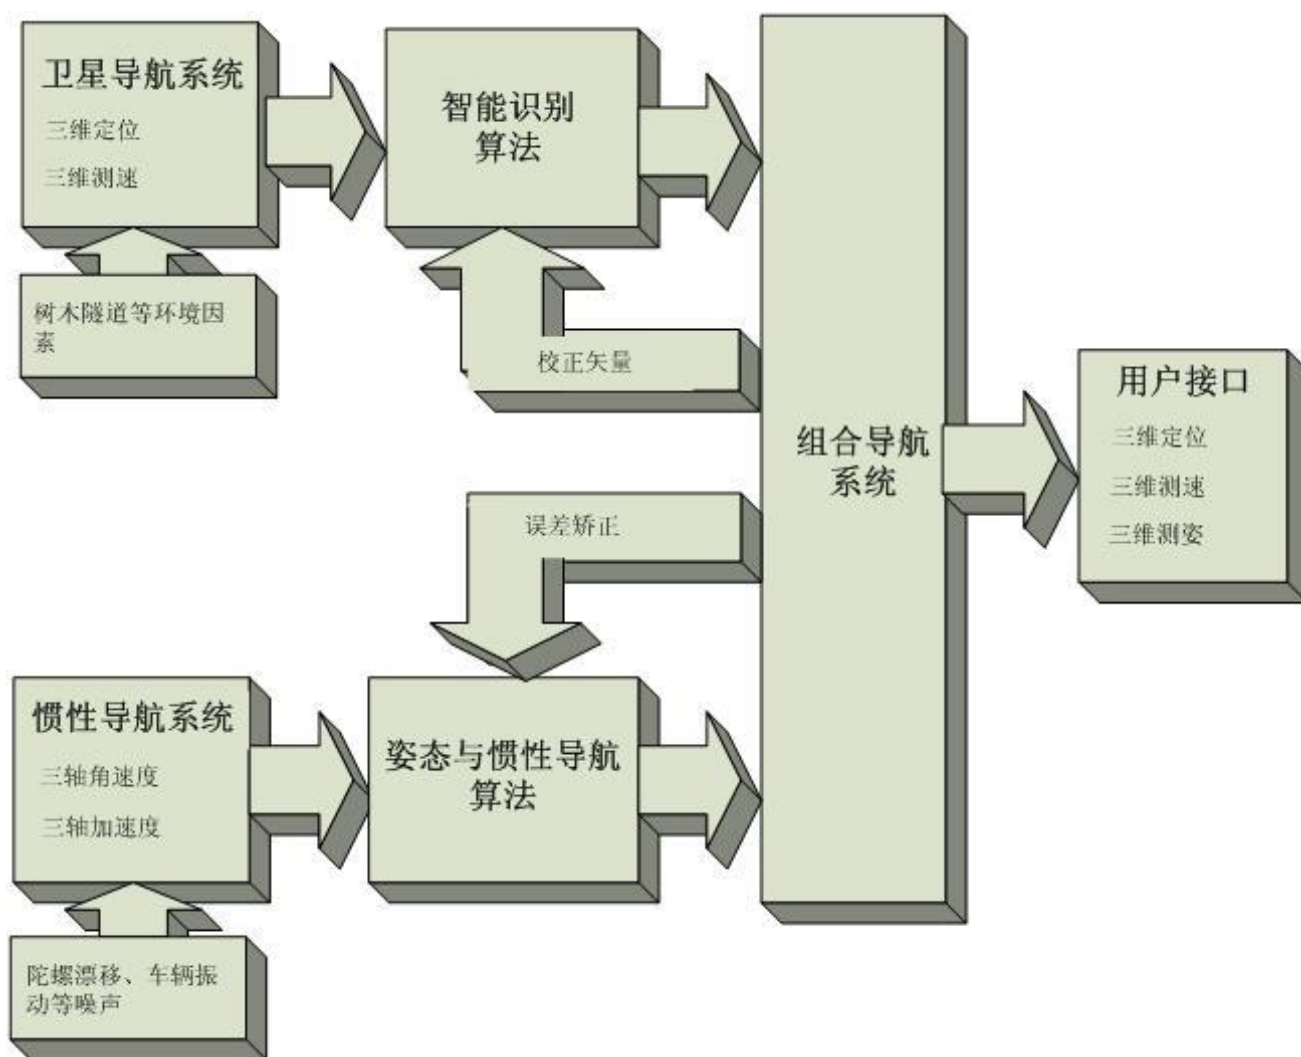 卫星导航系统
三维定位
三维测速
智能识别
算法
树木隧道等环境因
素
校正矢量
组合导航
系统
用户接口
三维定位
三维测速
三维测姿
误差矫正
惯性导航系统
三轴角速度
三轴加速度
姿态与惯性导航
算法
陀螺漂移、车辆振
动等噪声